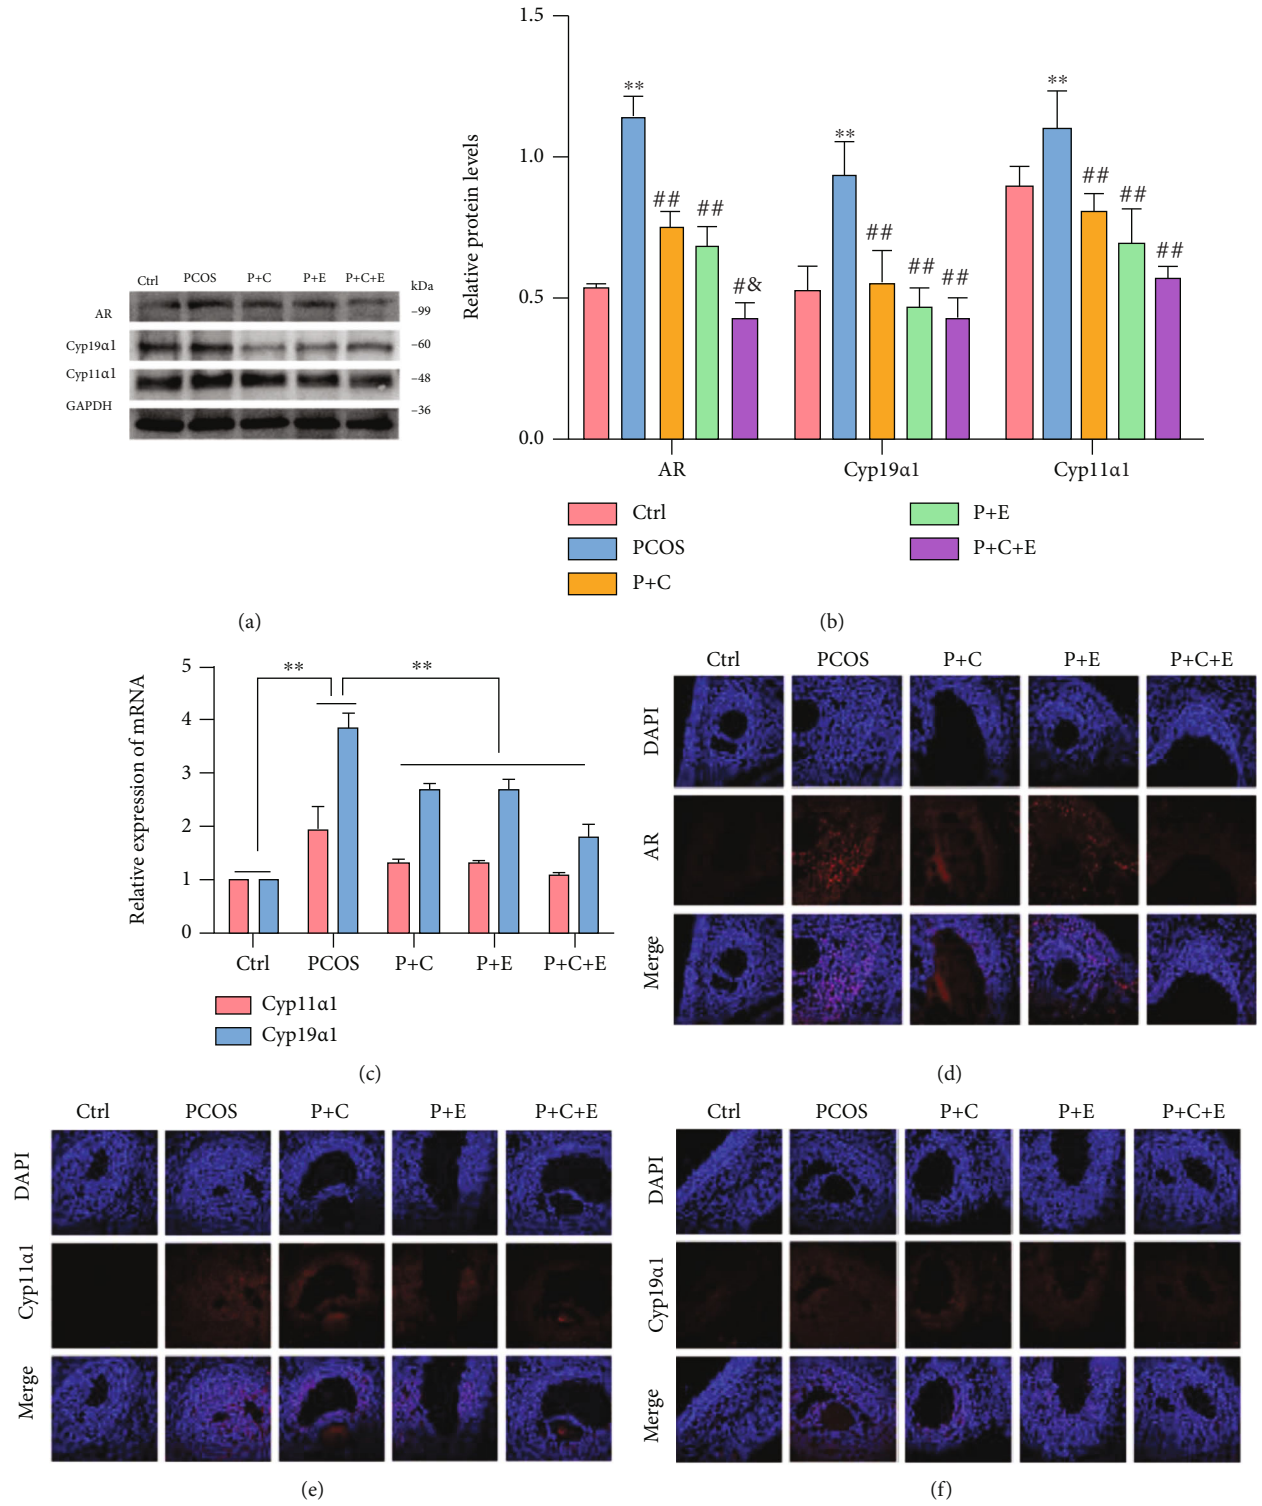 Ctrl PCOS P+C P+E P+C+E
kDa
AR
–99
Cyp19α1
–60
Cyp11α1
–48
GAPDH
–36
(a)
Relative protein levels
1.5
1.0
0.5
0.0
**
##
##
#&
**
##
##
##
**
##
##
##
AR Cyp19α1 Cyp11α1
Ctrl
PCOS
P+C
P+E
P+C+E
(b)
Relative expression of mRNA
5
4
3
2
1
0
**
**
Ctrl PCOS P+C P+E P+C+E
Cyp11α1
Cyp19α1
(c)
Ctrl PCOS P+C P+E P+C+E
DAPI
AR
Merge
(d)
Ctrl PCOS P+C P+E P+C+E
DAPI
Cyp11α1
Merge
(e)
Ctrl PCOS P+C P+E P+C+E
DAPI
Cyp19α1
Merge
(f)